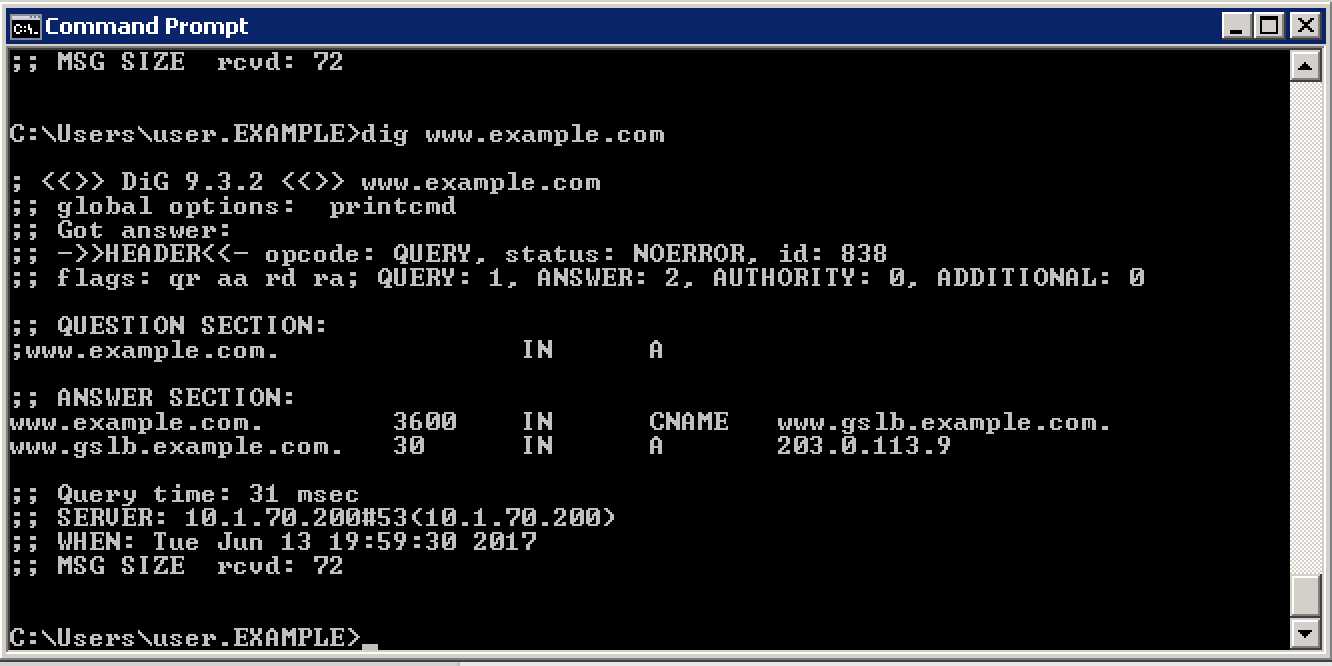 Command Prompt
;; MSG SIZE  rcvd: 72
C:\Users\user.EXAMPLE>dig www.example.com
; <<>> DiG 9.3.2 <<>> www.example.com
;; global options:  printcmd
;; Got answer:
;; ->>HEADER<<- opcode: QUERY, status: NOERROR, id: 838
;; flags: qr aa rd ra; QUERY: 1, ANSWER: 2, AUTHORITY: 0, ADDITIONAL: 0
;; QUESTION SECTION:
;www.example.com.               IN      A
;; ANSWER SECTION:
www.example.com.        3600    IN      CNAME   www.gslb.example.com.
www.gslb.example.com.   30      IN      A       203.0.113.9
;; Query time: 31 msec
;; SERVER: 10.1.70.200#53(10.1.70.200)
;; WHEN: Tue Jun 13 19:59:30 2017
;; MSG SIZE  rcvd: 72
C:\Users\user.EXAMPLE>_